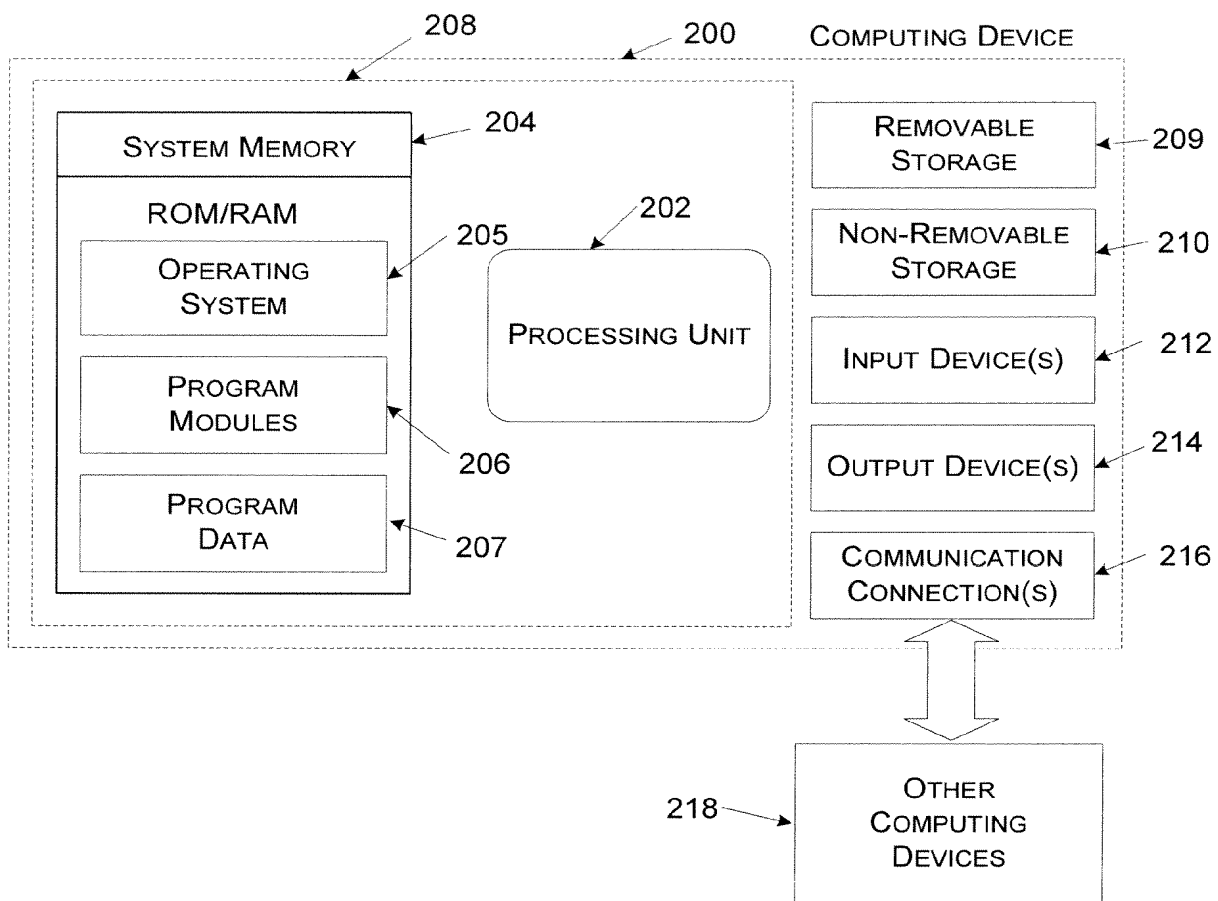 208
200
COMPUTING DEVICE
204
SYSTEM MEMORY
ROM/RAM
205
OPERATING
SYSTEM
PROGRAM
MODULES
206
PROGRAM
DATA
207
202
PROCESSING UNIT
REMOVABLE
STORAGE
209
NON-REMOVABLE
STORAGE
210
INPUT DEVICE(S)
212
OUTPUT DEVICE(S)
214
COMMUNICATION
CONNECTION(S)
216
218
OTHER
COMPUTING
DEVICES